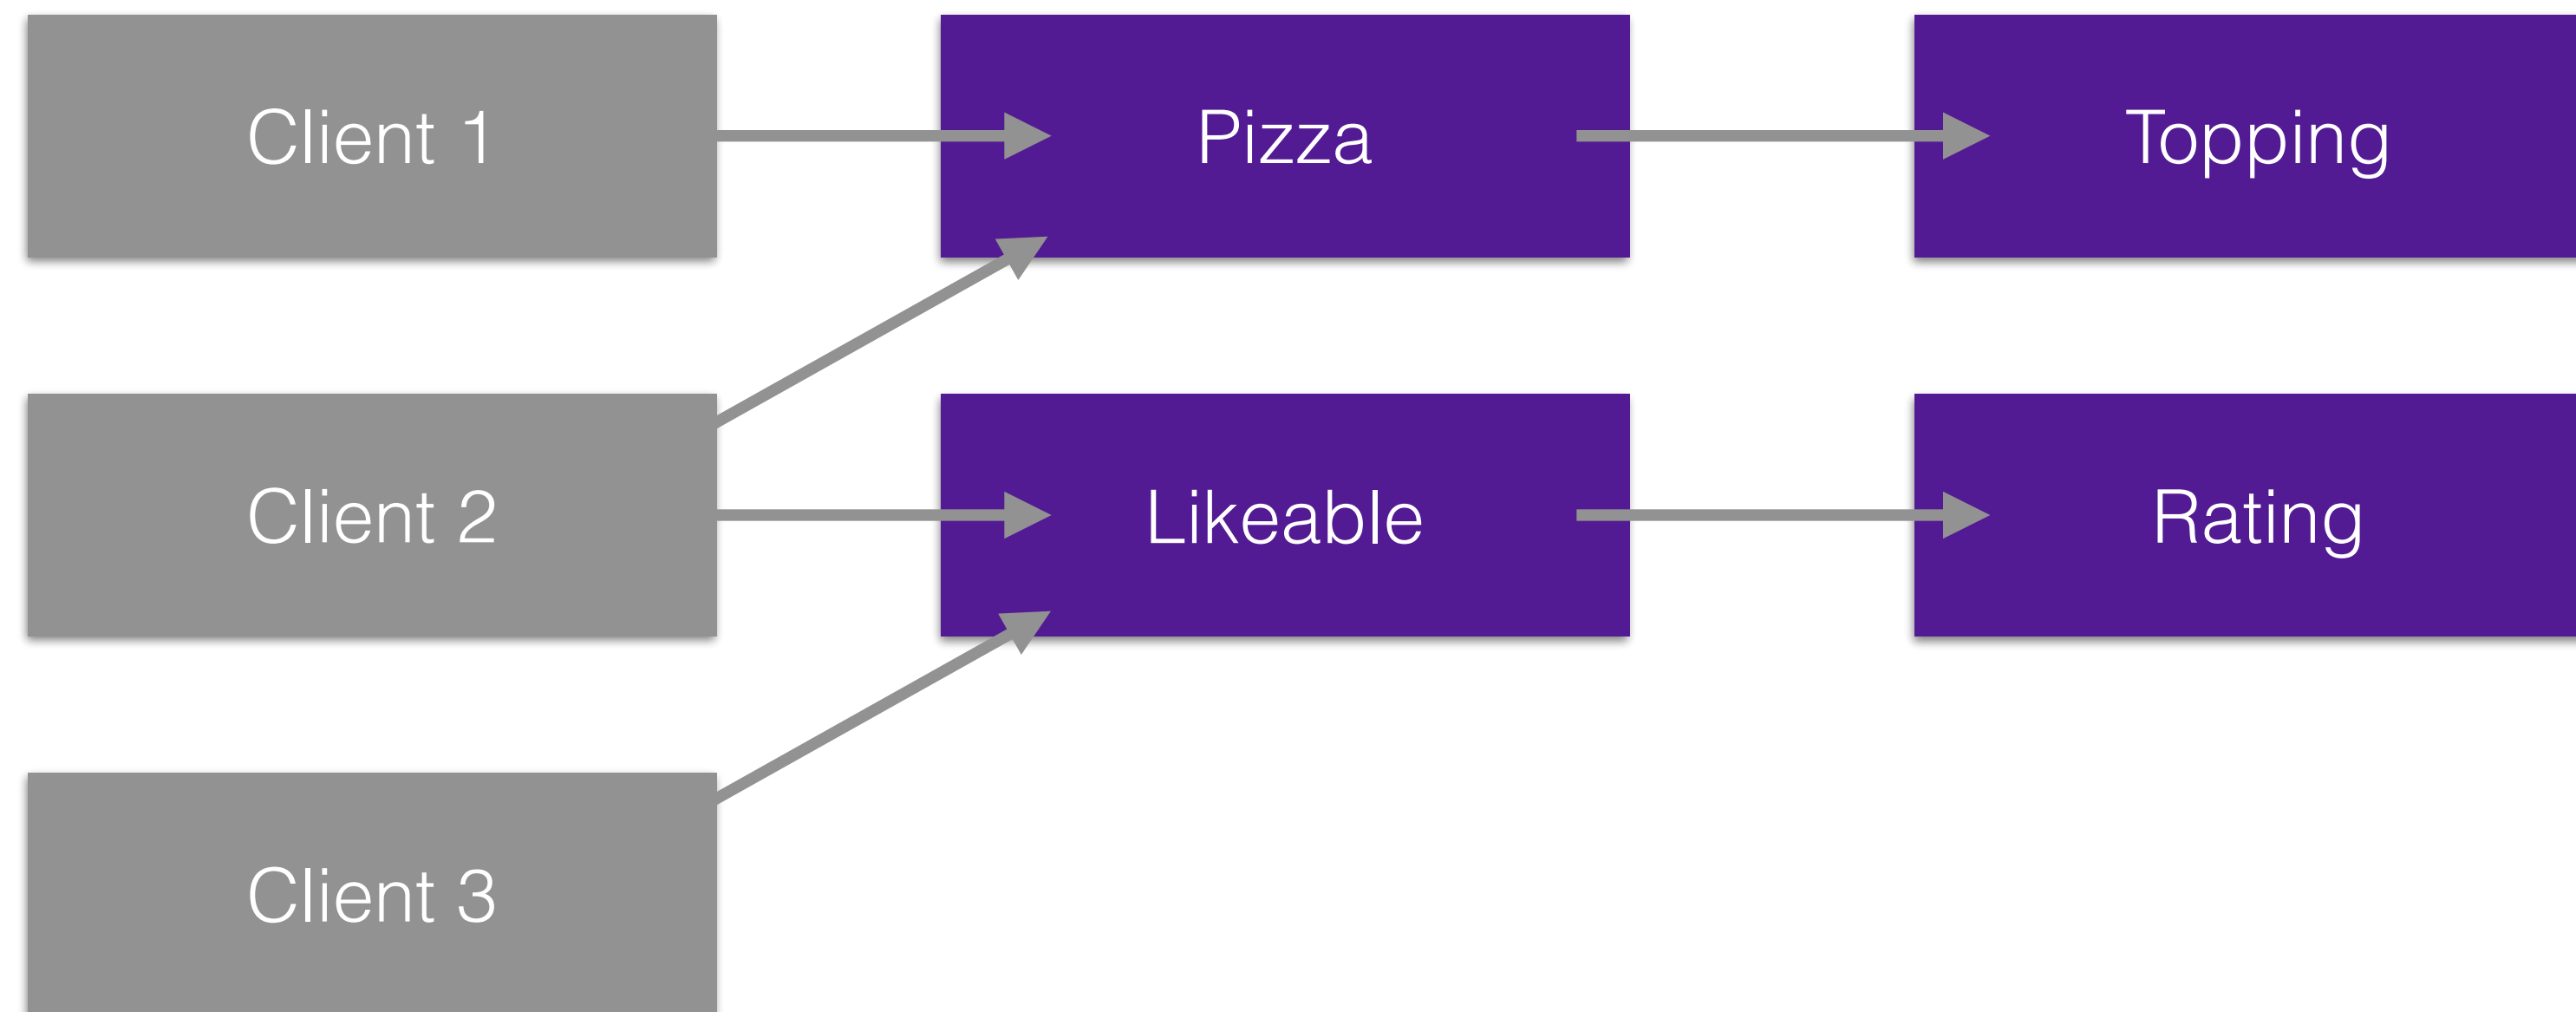 Client 1
Pizza
Topping
Client 2
Likeable
Rating
Client 3